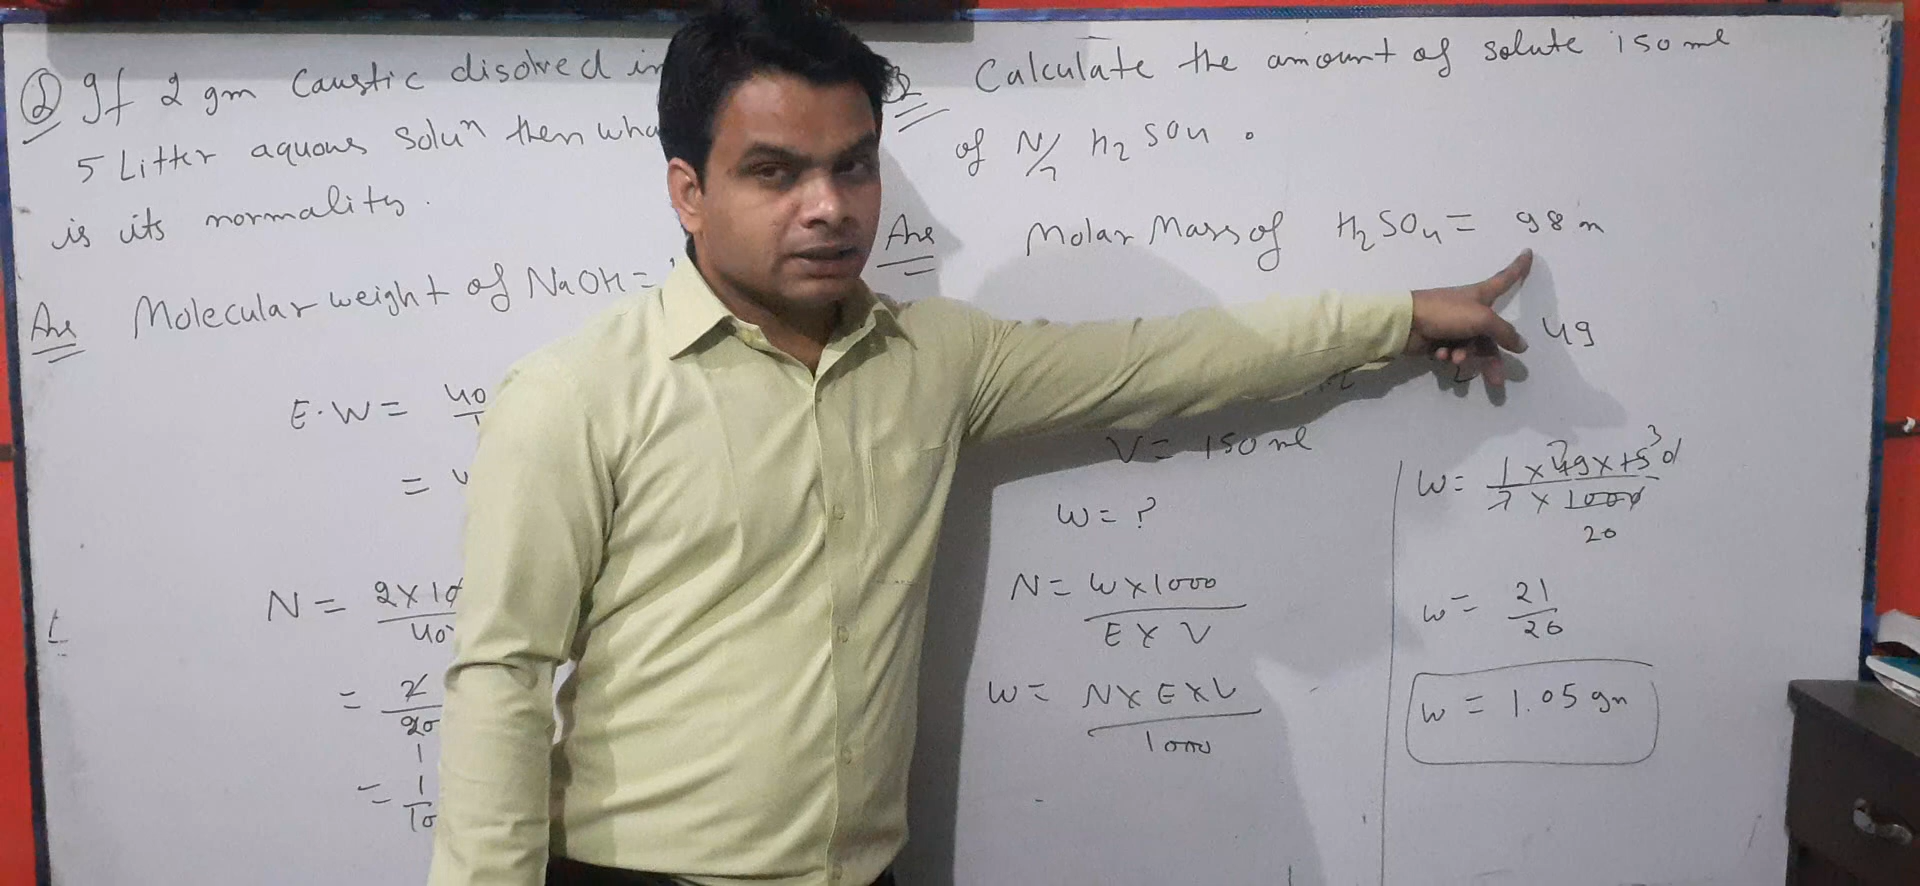 Q If 2 gm Caustic disolved in
5 Litter aquous Solun then wha
is its normality.
Ans Molecular weight of NaOH =
E.W = 40
=
N = 2 X 10
40
= 2
20
1
= 1
10
Q Calculate the amount of solute 150 ml
of N/7 H2SO4.
Ans Molar Mass of H2SO4 = 98
49
2
V = 150 ml
W = ?
N = W X 1000
E X V
W = N X E X V
1000
W = 1 X 49 X 150
7 X 1000
7 3
20
W = 21
20
W = 1.05 gm